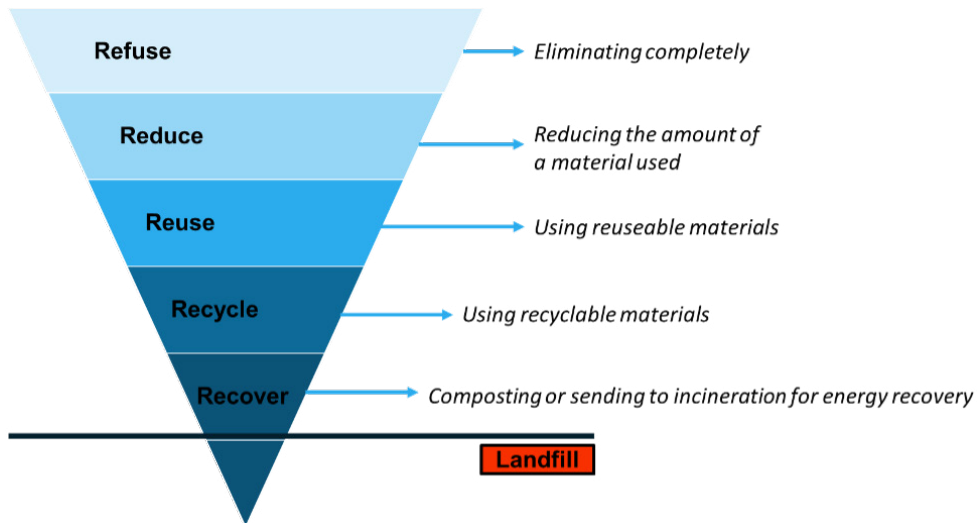 Refuse
Eliminating completely
Reduce
Reducing the amount of
a material used
Reuse
Using reuseable materials
Recycle
Using recyclable materials
Recover
Composting or sending to incineration for energy recovery
Landfill